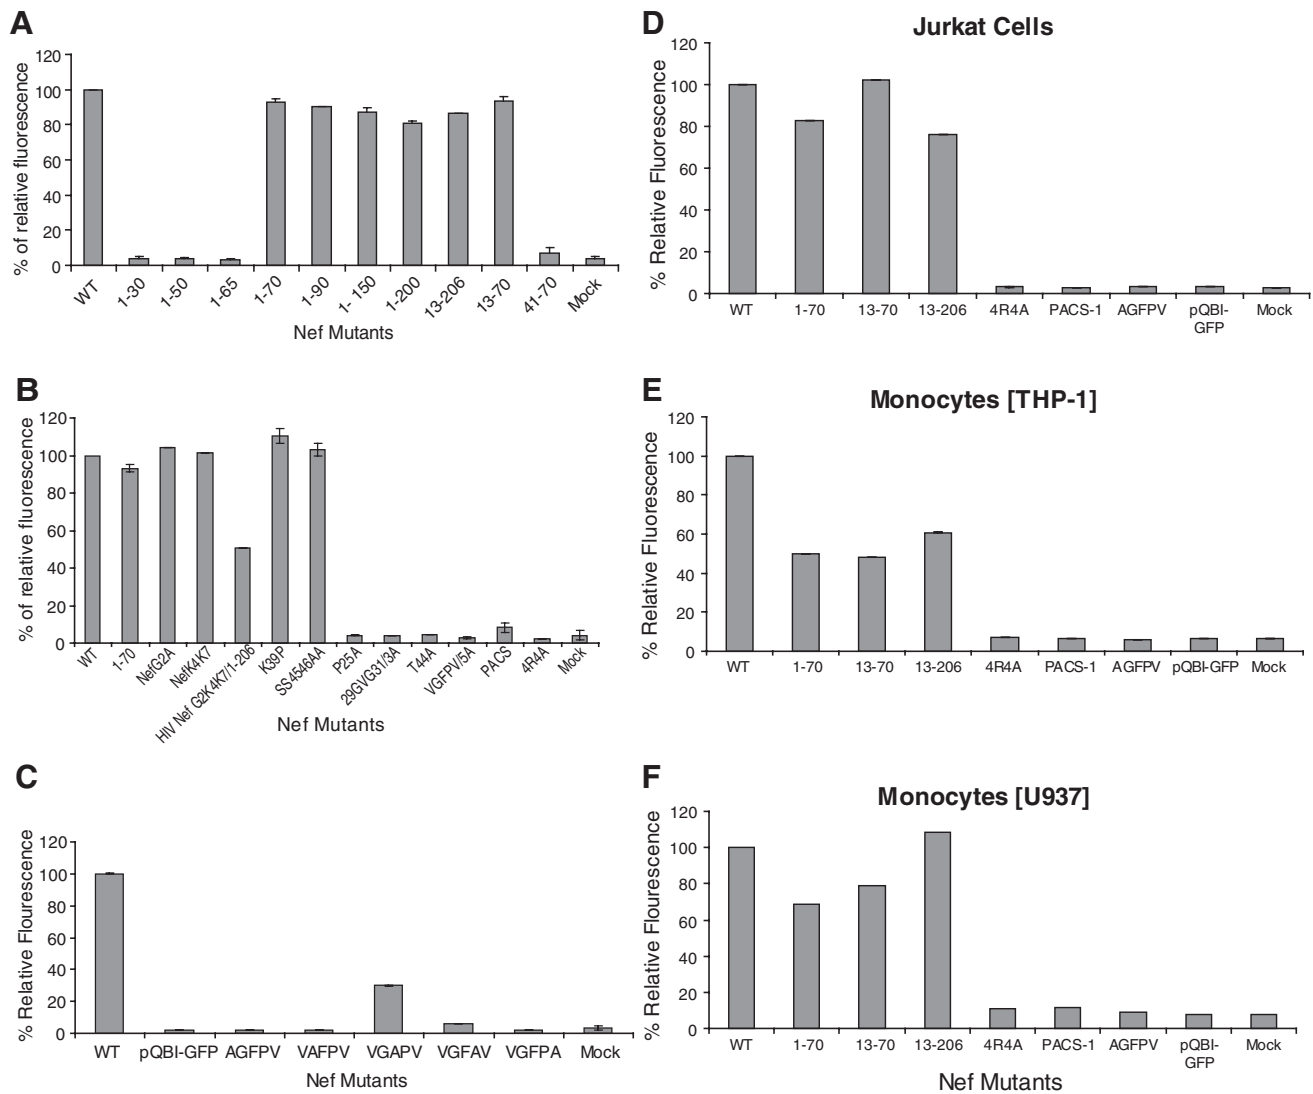 A
% of relative fluorescence
120
100
80
60
40
20
0
WT 1-30 1-50 1-65 1-70 1-90 1- 150 1-200 13-206 13-70 41-70 Mock
Nef Mutants
B
% of relative fluorescence
120
100
80
60
40
20
0
WT 1-70 NefG2A NefK4K7 HIV Nef G2K4K7/1-206 K39P SS4546AA P25A 29GVG31/3A T44A VGFPV/5A PACS 4R4A Mock
Nef Mutants
C
% Relative Flourescence
120
100
80
60
40
20
0
WT pQBI-GFP AGFPV VAFPV VGAPV VGFAV VGFPA Mock
Nef Mutants
D
Jurkat Cells
% Relative Fluorescence
120
100
80
60
40
20
0
WT 1-70 13-70 13-206 4R4A PACS-1 AGFPV pQBI-GFP Mock
E
Monocytes [THP-1]
% Relative Fluorescence
120
100
80
60
40
20
0
WT 1-70 13-70 13-206 4R4A PACS-1 AGFPV pQBI-GFP Mock
F
Monocytes [U937]
% Relative Flourescence
120
100
80
60
40
20
0
WT 1-70 13-70 13-206 4R4A PACS-1 AGFPV pQBI-GFP Mock
Nef Mutants